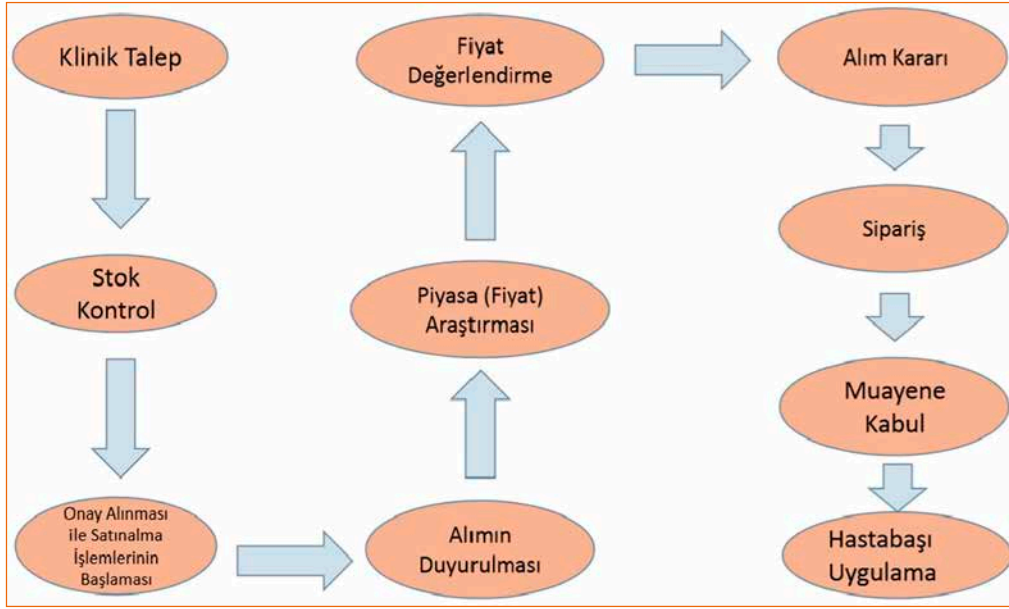 Klinik Talep
Stok
Kontrol
Onay Alınması
ile Satınalma
İşlemlerinin
Başlaması
Alımın
Duyurulması
Piyasa (Fiyat)
Araştırması
Fiyat
Değerlendirme
Alım Kararı
Sipariş
Muayene
Kabul
Hastabaşı
Uygulama